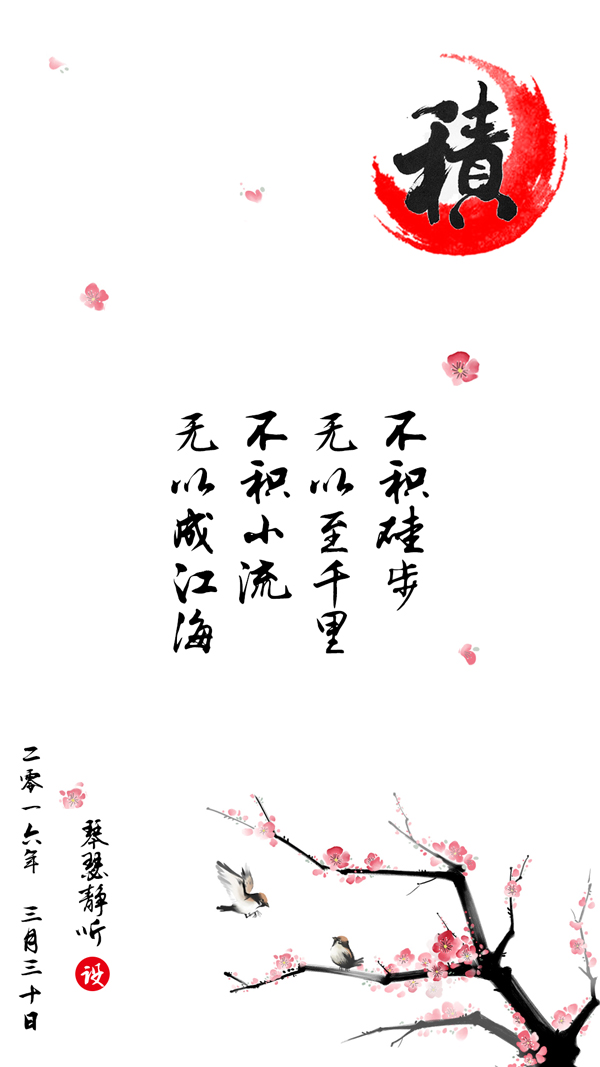 積
不积硅步
无以至千里
不积小流
无以成江海
琴瑟静听
设
二零一六年 三月三十日